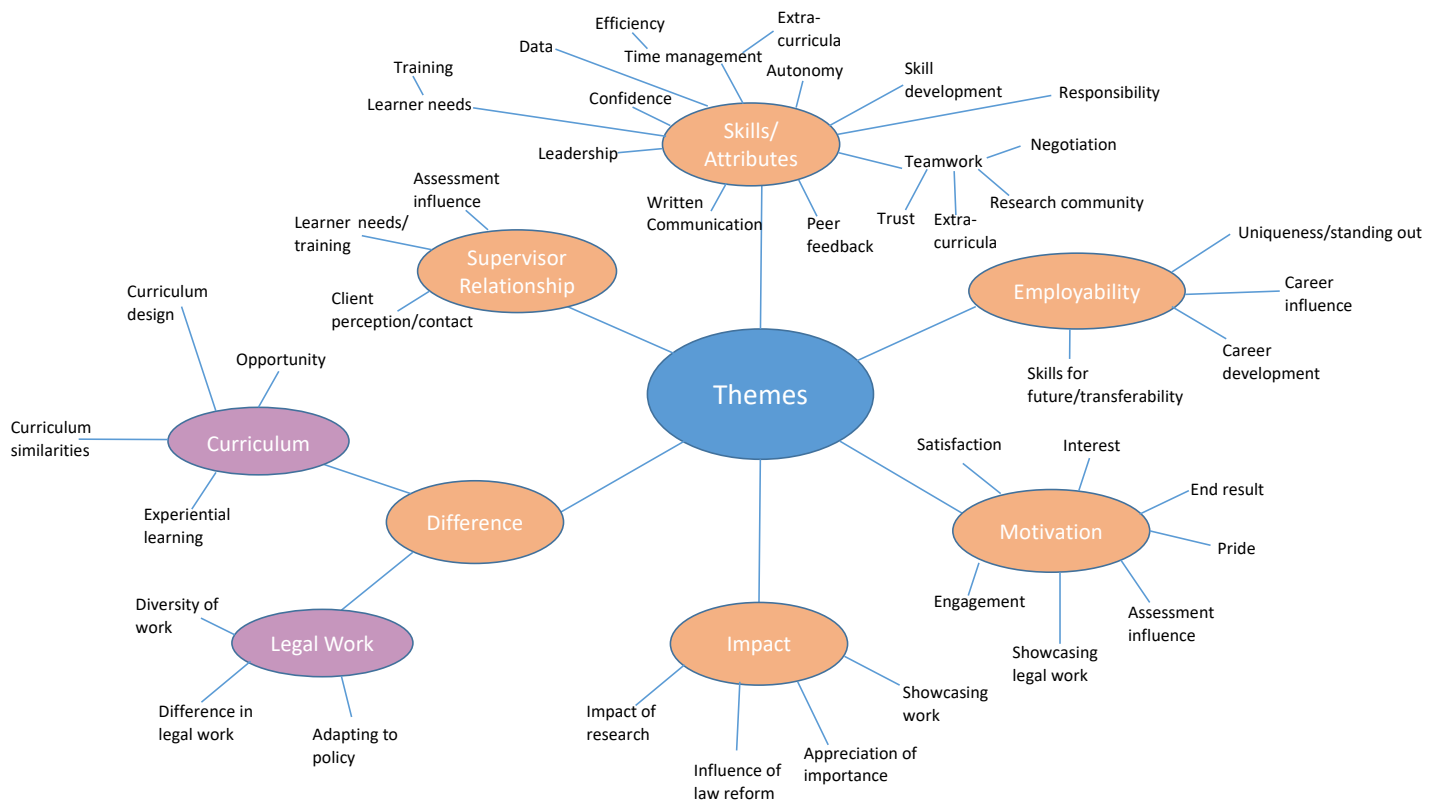 Efficiency
Extra-
curricula
Data
Time management
Training
Autonomy
Skill
development
Learner needs
Confidence
Responsibility
Skills/
Attributes
Leadership
Teamwork
Negotiation
Assessment
influence
Written
Communication
Peer
feedback
Trust
Extra-
curricula
Research community
Learner needs/
training
Supervisor
Relationship
Client
perception/contact
Uniqueness/standing out
Employability
Career
influence
Career
development
Skills for
future/transferability
Curriculum
design
Opportunity
Curriculum
similarities
Curriculum
Experiential
learning
Themes
Difference
Satisfaction
Interest
End result
Motivation
Pride
Engagement
Assessment
influence
Showcasing
legal work
Diversity of
work
Legal Work
Difference in
legal work
Adapting to
policy
Impact
Impact of
research
Influence of
law reform
Appreciation of
importance
Showcasing
work